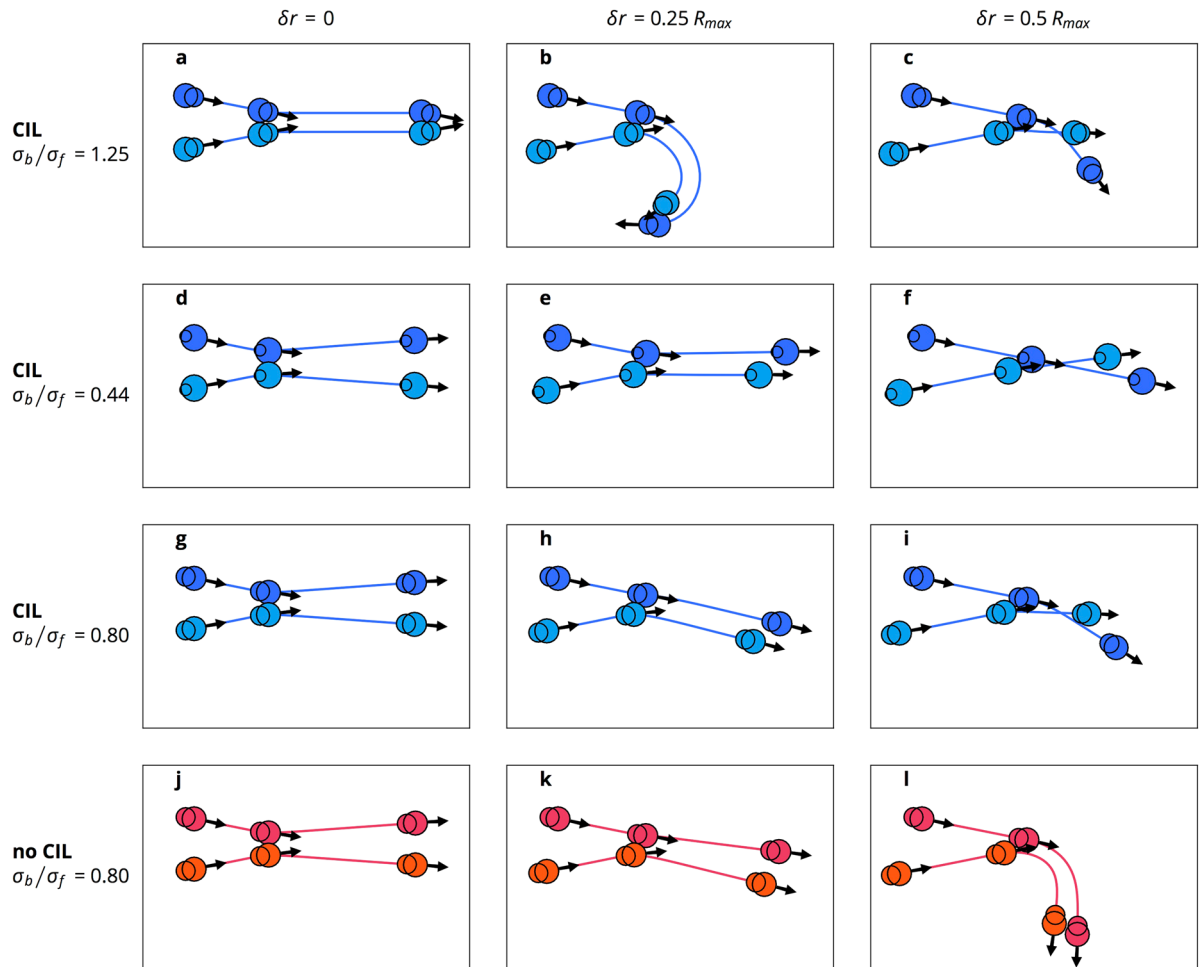 δr = 0
δr = 0.25 R_max
δr = 0.5 R_max
a
b
c
CIL
σ_b/σ_f = 1.25
d
e
f
CIL
σ_b/σ_f = 0.44
g
h
i
CIL
σ_b/σ_f = 0.80
j
k
l
no CIL
σ_b/σ_f = 0.80